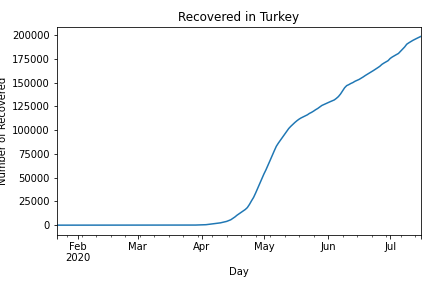 Recovered in Turkey
Number of Recovered
200000
175000
150000
125000
100000
75000
50000
25000
0
Feb
2020
Mar
Apr
May
Jun
Jul
Day